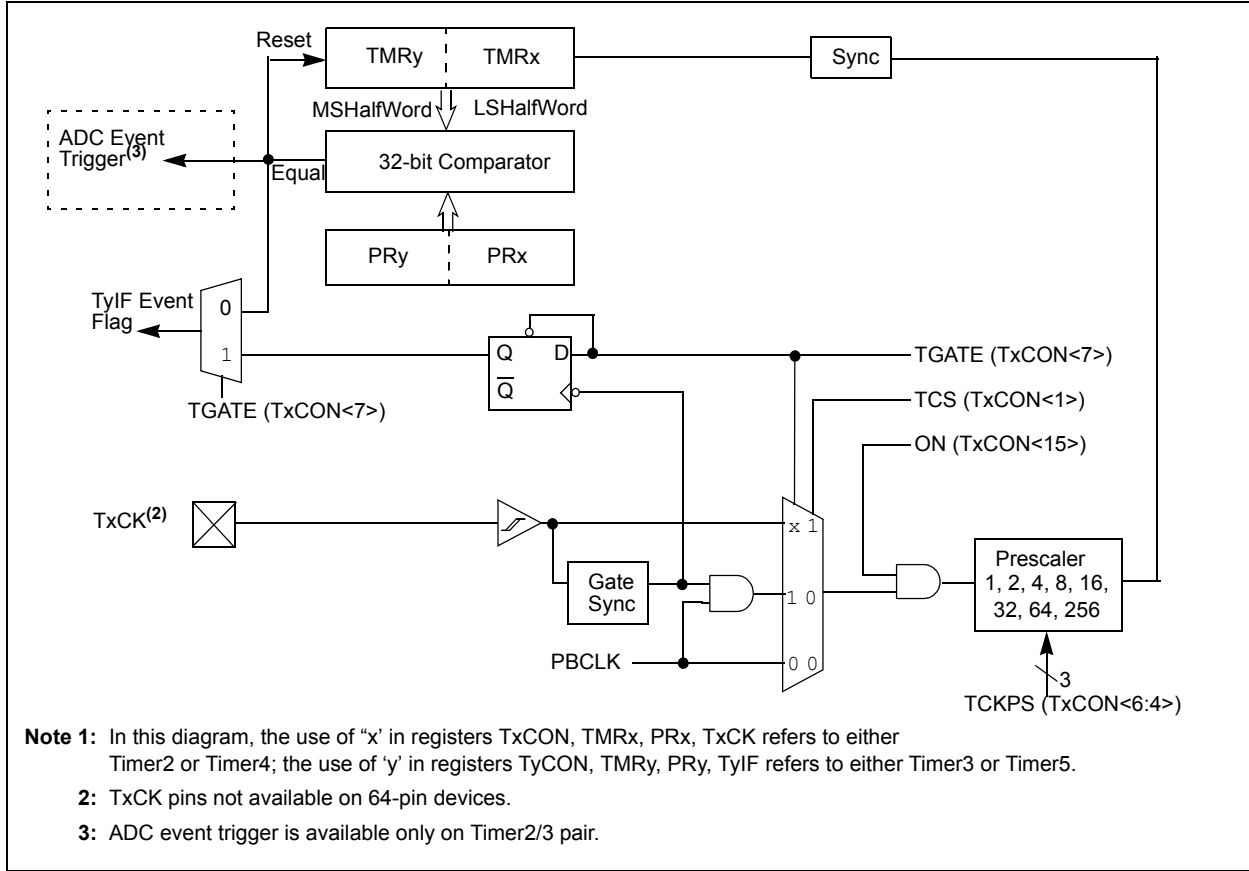 Reset
TMRy TMRx
Sync
MSHalfWord LSHalfWord
ADC Event
Trigger(3)
Equal
32-bit Comparator
PRy PRx
TyIF Event
Flag
0
1
Q D
Q̅
TGATE (TxCON<7>)
TGATE (TxCON<7>)
TCS (TxCON<1>)
ON (TxCON<15>)
TxCK(2)
x 1
Gate
Sync
1 0
Prescaler
1, 2, 4, 8, 16,
32, 64, 256
PBCLK
0 0
3
TCKPS (TxCON<6:4>)
Note 1: In this diagram, the use of “x’ in registers TxCON, TMRx, PRx, TxCK refers to either
Timer2 or Timer4; the use of ‘y’ in registers TyCON, TMRy, PRy, TyIF refers to either Timer3 or Timer5.
2: TxCK pins not available on 64-pin devices.
3: ADC event trigger is available only on Timer2/3 pair.